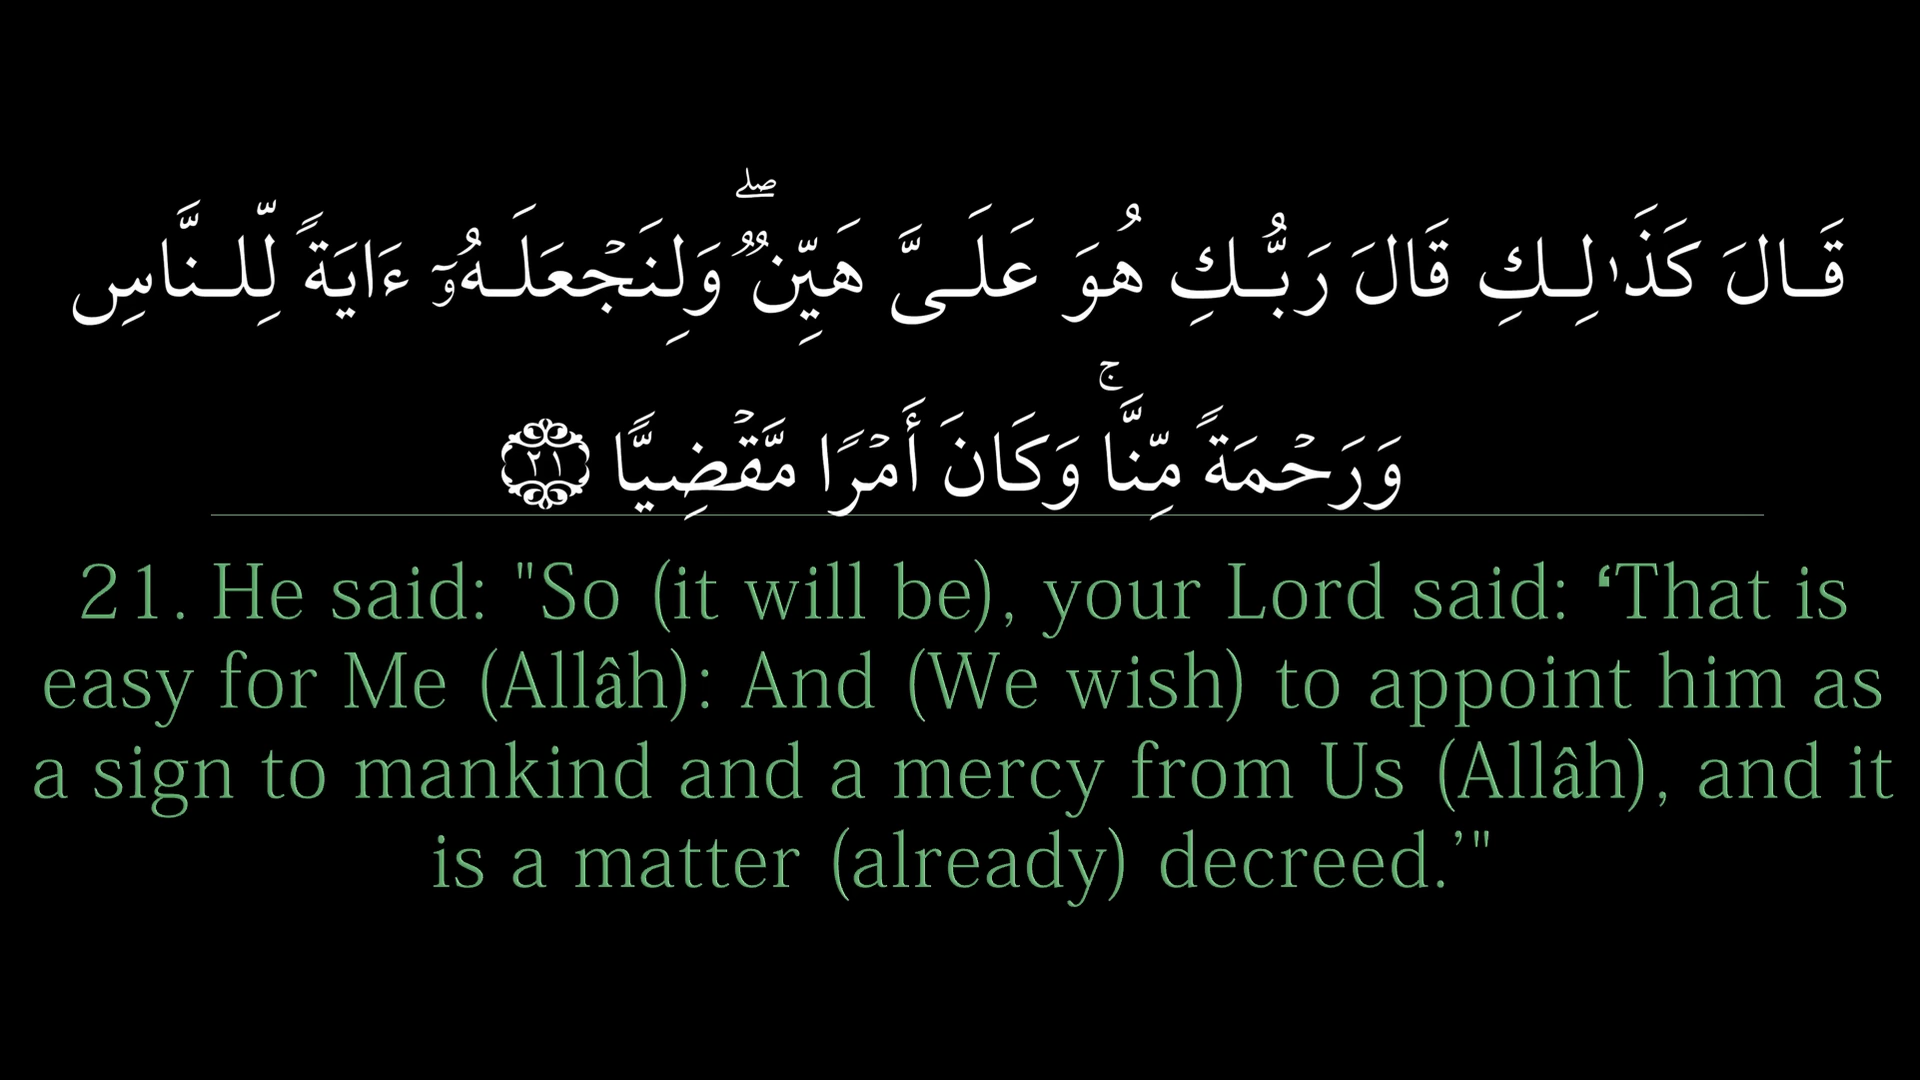 قَالَ كَذَٰلِكِ قَالَ رَبُّكِ هُوَ عَلَىَّ هَيِّنٌۭ ۖ وَلِنَجْعَلَهُۥٓ ءَايَةًۭ لِّلنَّاسِ
وَرَحْمَةًۭ مِّنَّا ۚ وَكَانَ أَمْرًۭا مَّقْضِيًّۭا ٢١
21. He said: "So (it will be), your Lord said: ‘That is
easy for Me (Allâh): And (We wish) to appoint him as
a sign to mankind and a mercy from Us (Allâh), and it
is a matter (already) decreed.’"